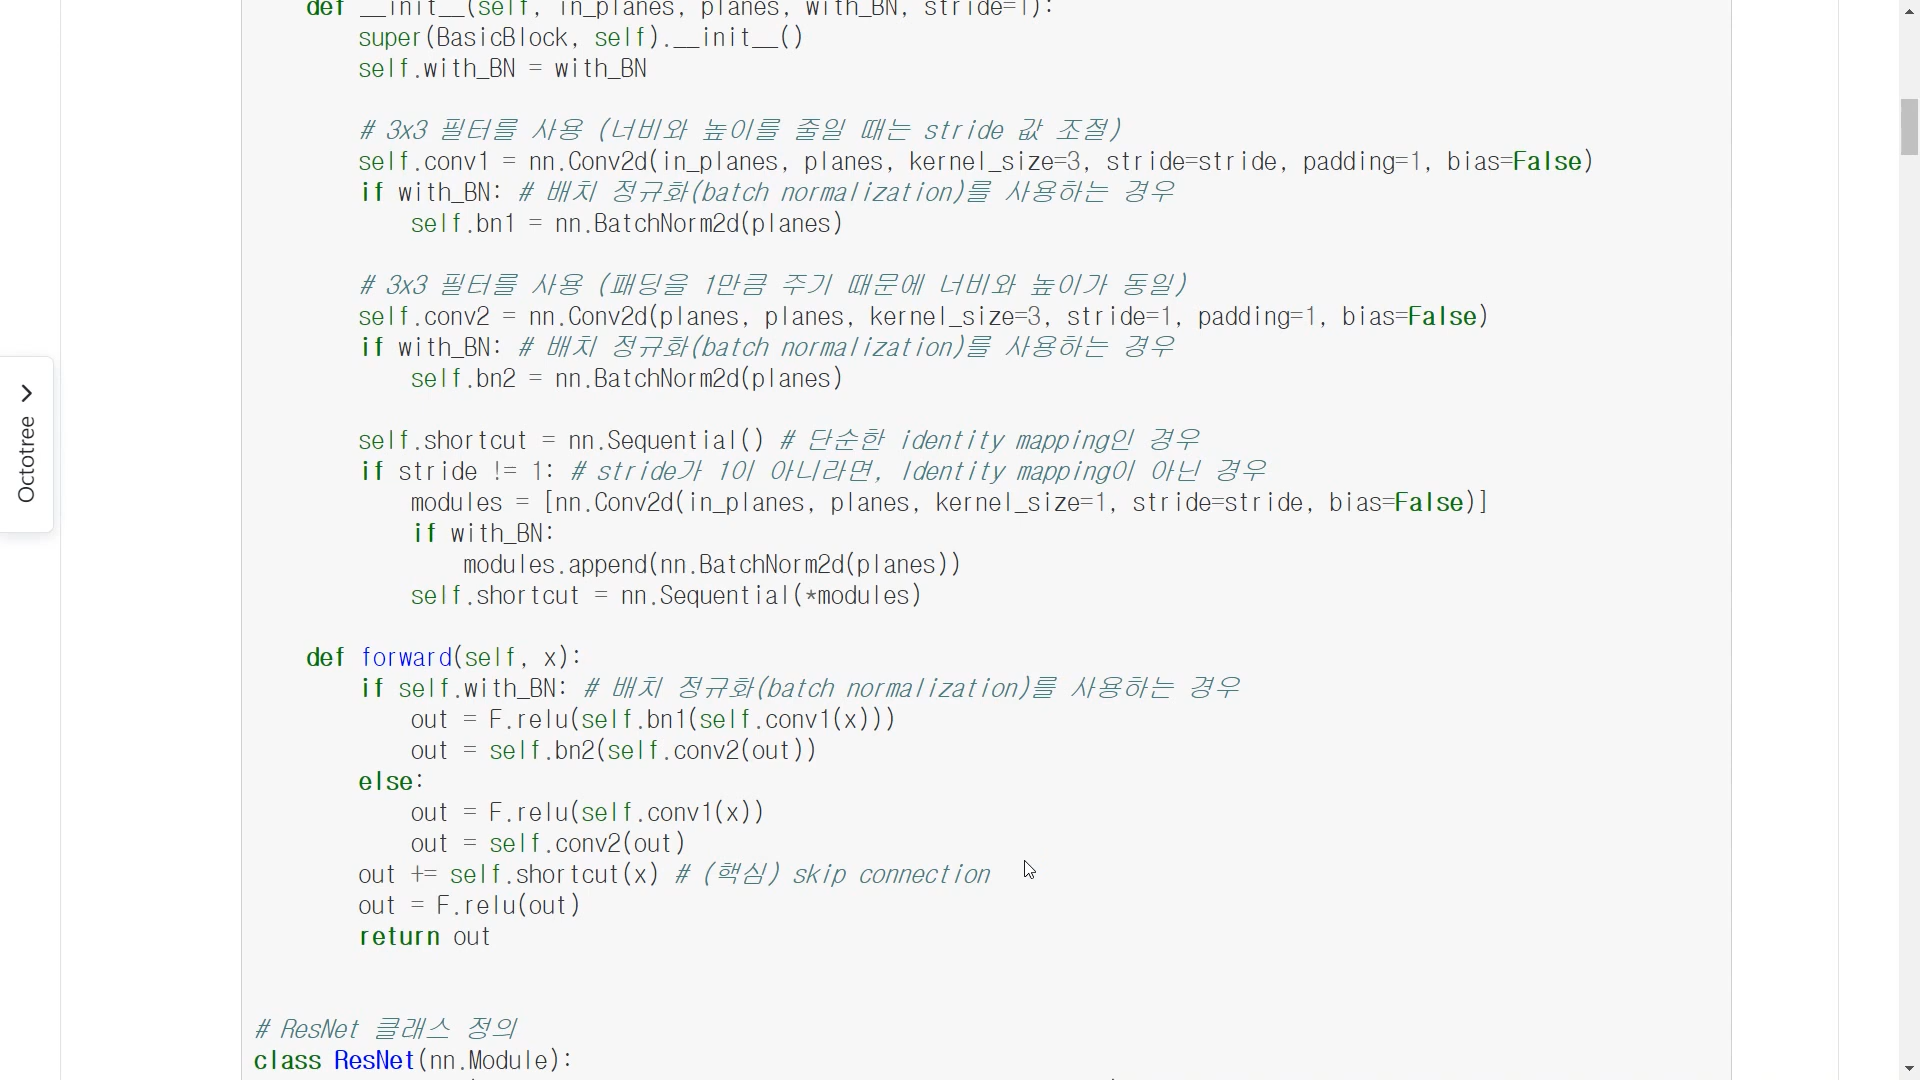 def __init__(self, in_planes, planes, with_BN, stride=1):
super(BasicBlock, self).__init__()
self.with_BN = with_BN
# 3x3 필터를 사용 (너비와 높이를 줄일 때는 stride 값 조절)
self.conv1 = nn.Conv2d(in_planes, planes, kernel_size=3, stride=stride, padding=1, bias=False)
if with_BN: # 배치 정규화(batch normalization)를 사용하는 경우
self.bn1 = nn.BatchNorm2d(planes)
# 3x3 필터를 사용 (패딩을 1만큼 주기 때문에 너비와 높이가 동일)
self.conv2 = nn.Conv2d(planes, planes, kernel_size=3, stride=1, padding=1, bias=False)
if with_BN: # 배치 정규화(batch normalization)를 사용하는 경우
self.bn2 = nn.BatchNorm2d(planes)
self.shortcut = nn.Sequential() # 단순한 identity mapping인 경우
if stride != 1: # stride가 1이 아니라면, Identity mapping이 아닌 경우
modules = [nn.Conv2d(in_planes, planes, kernel_size=1, stride=stride, bias=False)]
if with_BN:
modules.append(nn.BatchNorm2d(planes))
self.shortcut = nn.Sequential(*modules)
def forward(self, x):
if self.with_BN: # 배치 정규화(batch normalization)를 사용하는 경우
out = F.relu(self.bn1(self.conv1(x)))
out = self.bn2(self.conv2(out))
else:
out = F.relu(self.conv1(x))
out = self.conv2(out)
out += self.shortcut(x) # (핵심) skip connection
out = F.relu(out)
return out
# ResNet 클래스 정의
class ResNet(nn.Module):
Octotree